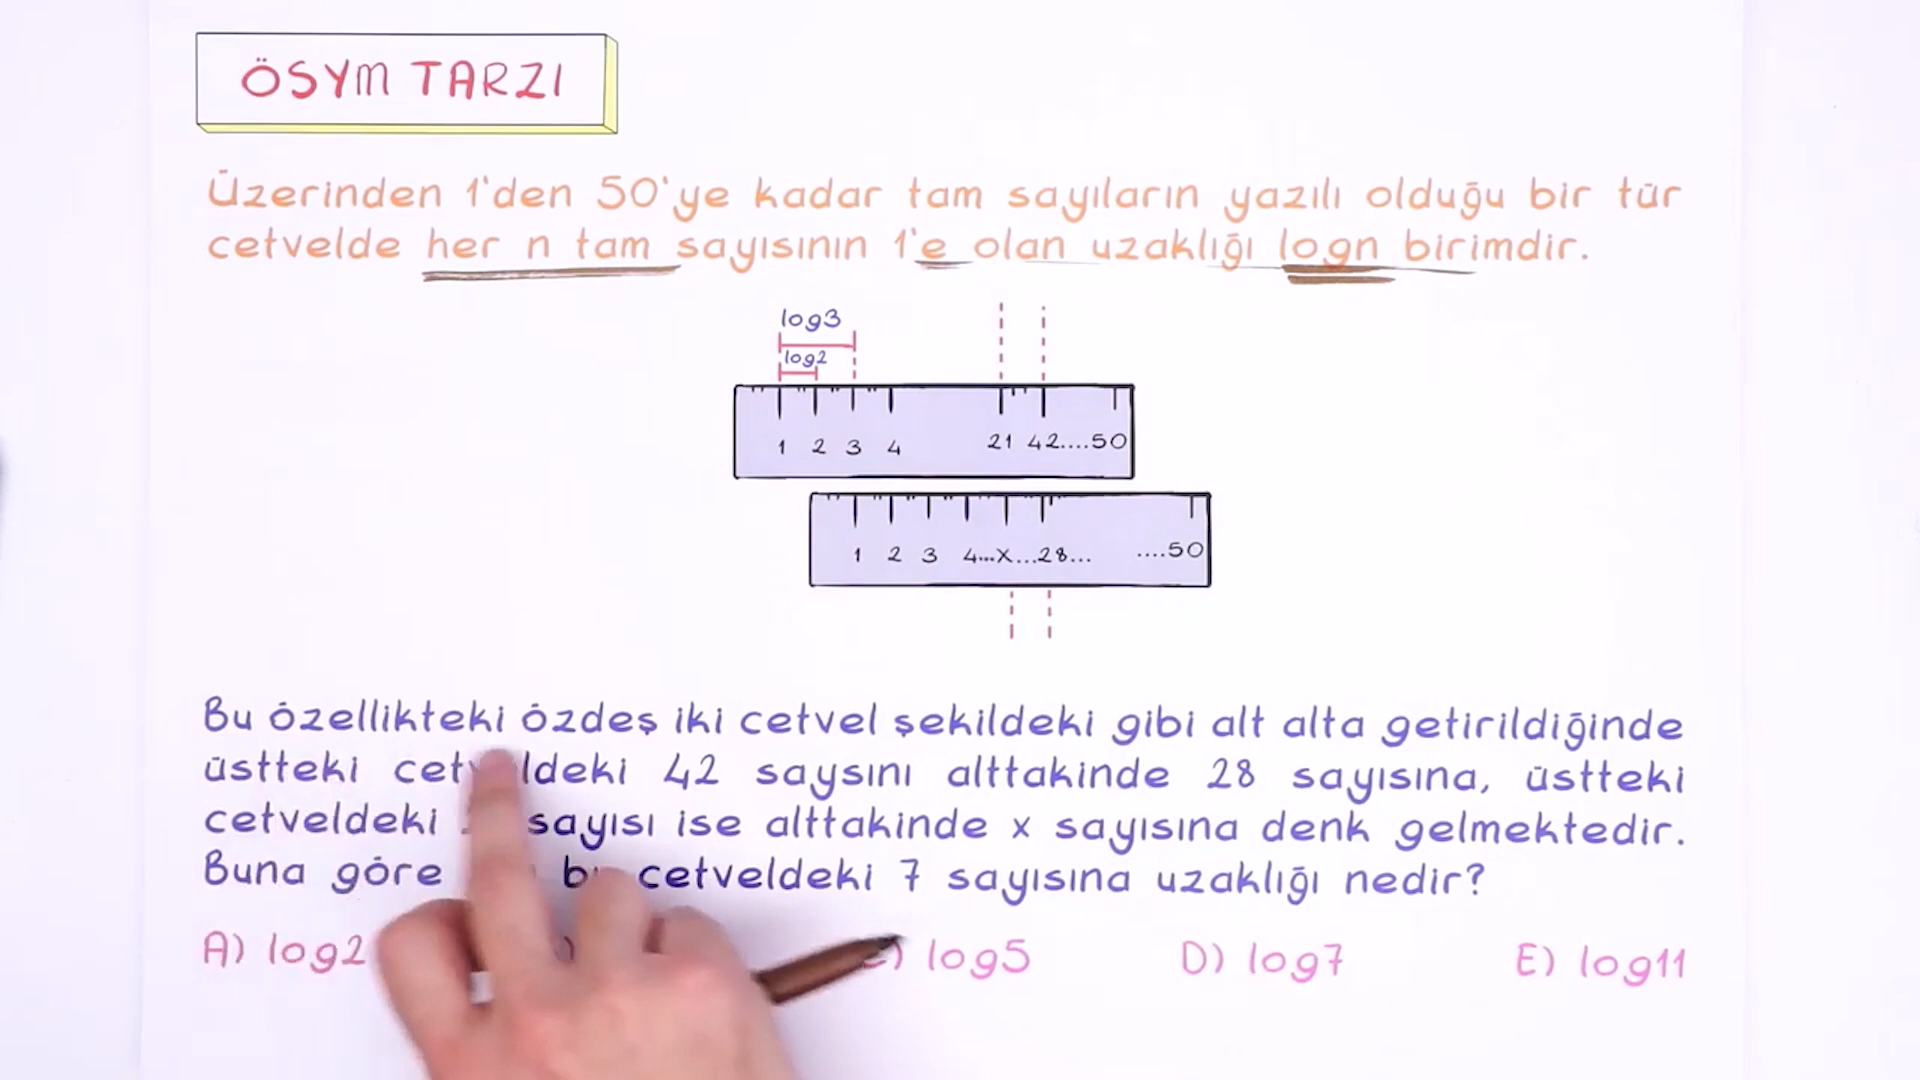 ÖSYM TARZI
Üzerinden 1'den 50'ye kadar tam sayıların yazılı olduğu bir tür
cetvelde her n tam sayısının 1'e olan uzaklığı logn birimdir.
log3
log2
1 2 3 4 21 42....50
1 2 3 4...x...28... ....50
Bu özellikteki özdeş iki cetvel şekildeki gibi alt alta getirildiğinde
üstteki 42 saysını alttakinde 28 sayısına, üstteki
cetveldeki sayısı ise alttakinde x sayısına denk gelmektedir.
Buna göre cetveldeki 7 sayısına uzaklığı nedir?
A) log2 log5 D) log7 E) log11